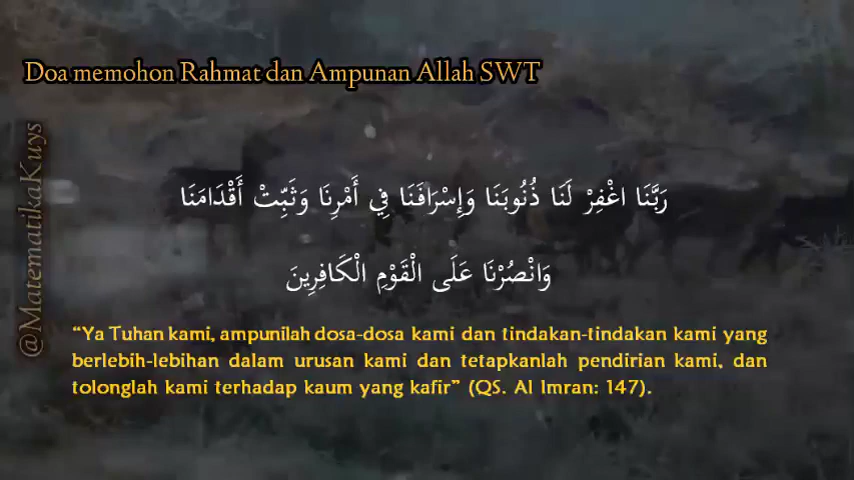 Doa memohon Rahmat dan Ampunan Allah SWT
@MatematikaKuys
رَبَّنَا اغْفِرْ لَنَا ذُنُوبَنَا وَإِسْرَافَنَا فِي أَمْرِنَا وَثَبِّتْ أَقْدَامَنَا
وَانْصُرْنَا عَلَى الْقَوْمِ الْكَافِرِينَ
“Ya Tuhan kami, ampunilah dosa-dosa kami dan tindakan-tindakan kami yang
berlebih-lebihan dalam urusan kami dan tetapkanlah pendirian kami, dan
tolonglah kami terhadap kaum yang kafir” (QS. Al Imran: 147).